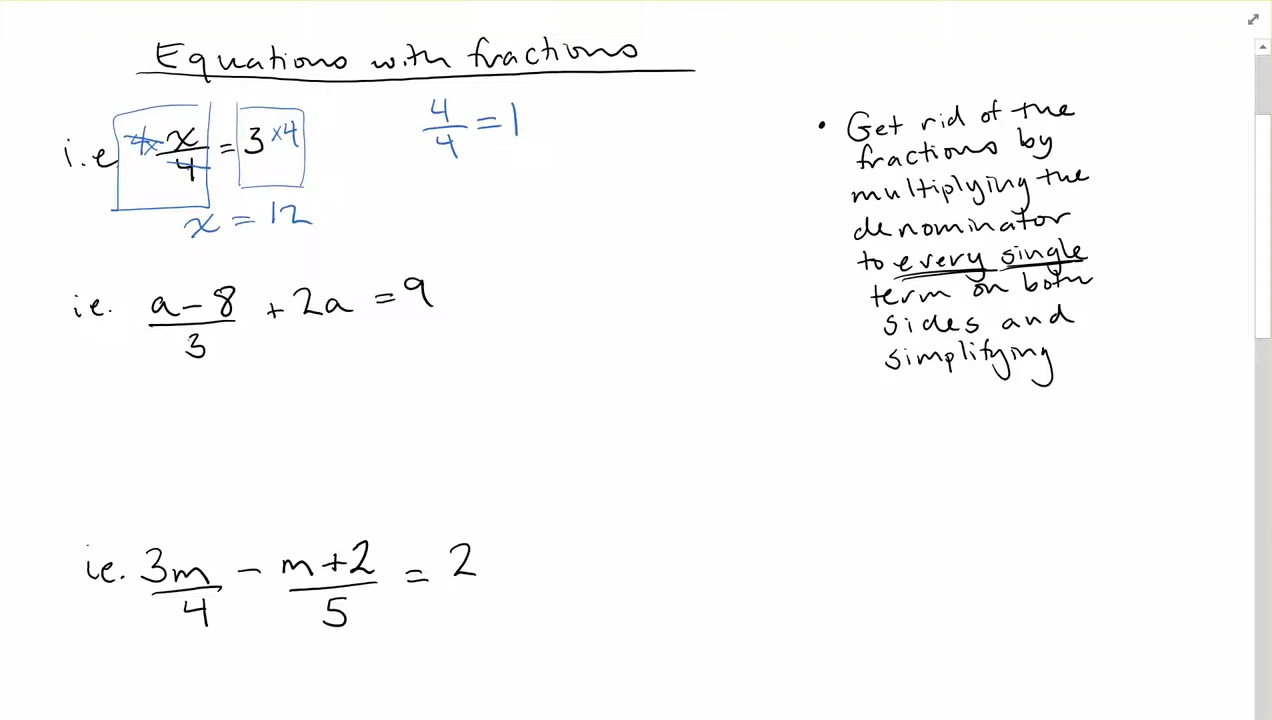 Equations with fractions
i.e 4x x/4 = 3 x4
x = 12
4/4 = 1
• Get rid of the
fractions by
multiplying the
denominator
to every single
term on both
sides and
simplifying
ie. (a-8)/3 + 2a = 9
ie. 3m/4 - (m+2)/5 = 2